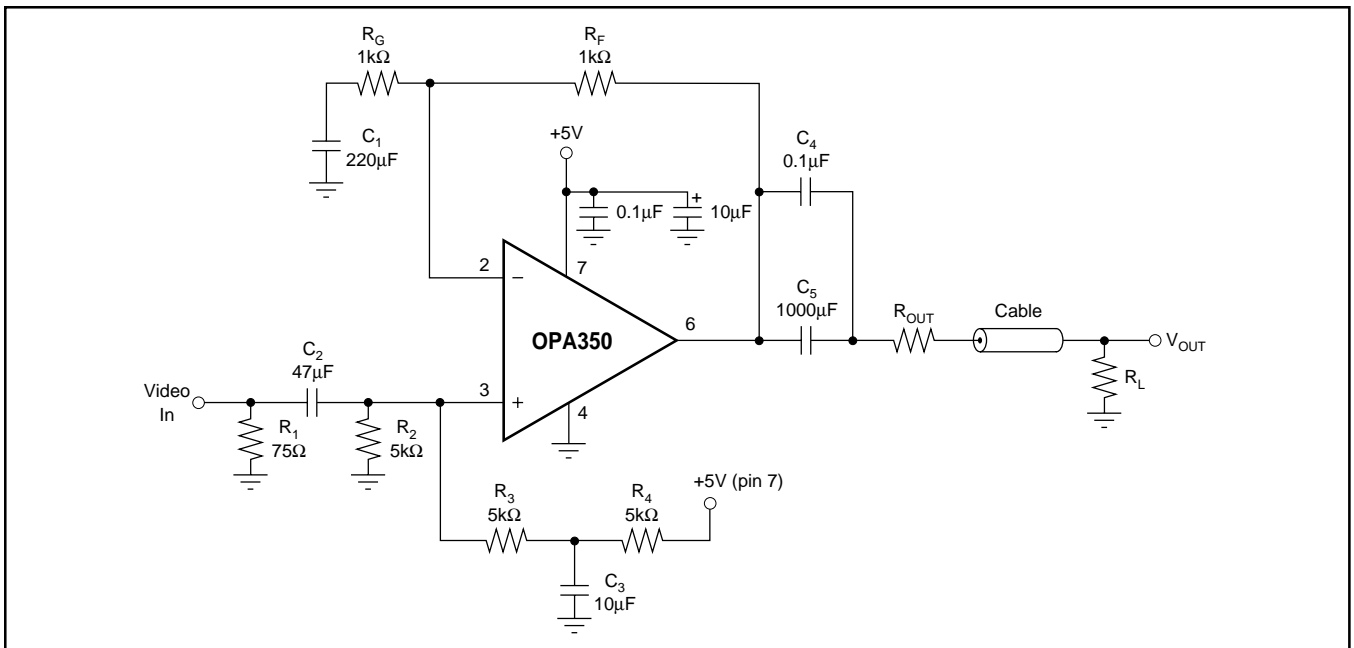 R_G
1kΩ
R_F
1kΩ
C_1
220µF
+5V
C_4
0.1µF
0.1µF
+
10µF
2
−
7
C_5
1000µF
R_OUT
Cable
OPA350
6
V_OUT
R_L
C_2
47µF
Video
In
3
+
4
R_1
75Ω
R_2
5kΩ
+5V (pin 7)
R_3
5kΩ
R_4
5kΩ
C_3
10µF